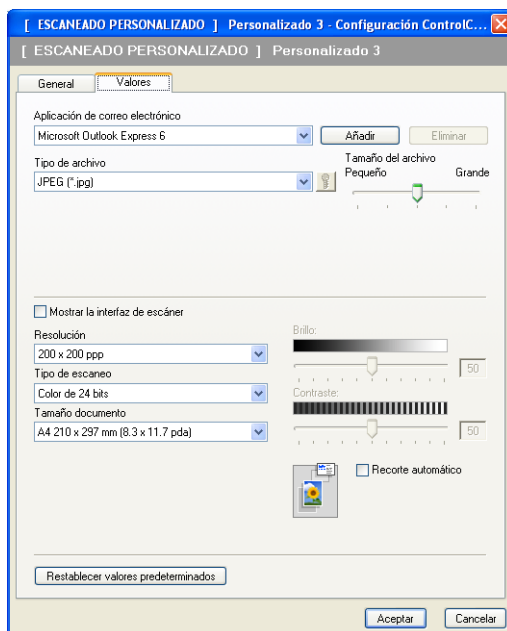 [ ESCANEADO PERSONALIZADO ] Personalizado 3 - Configuración ControlC...
[ ESCANEADO PERSONALIZADO ] Personalizado 3
General
Valores
Aplicación de correo electrónico
Microsoft Outlook Express 6
Añadir
Eliminar
Tipo de archivo
JPEG (*.jpg)
Tamaño del archivo
Pequeño
Grande
Mostrar la interfaz de escáner
Resolución
200 x 200 ppp
Tipo de escaneo
Color de 24 bits
Tamaño documento
A4 210 x 297 mm (8.3 x 11.7 pda)
Brillo:
50
Contraste:
50
Recorte automático
Restablecer valores predeterminados
Aceptar
Cancelar